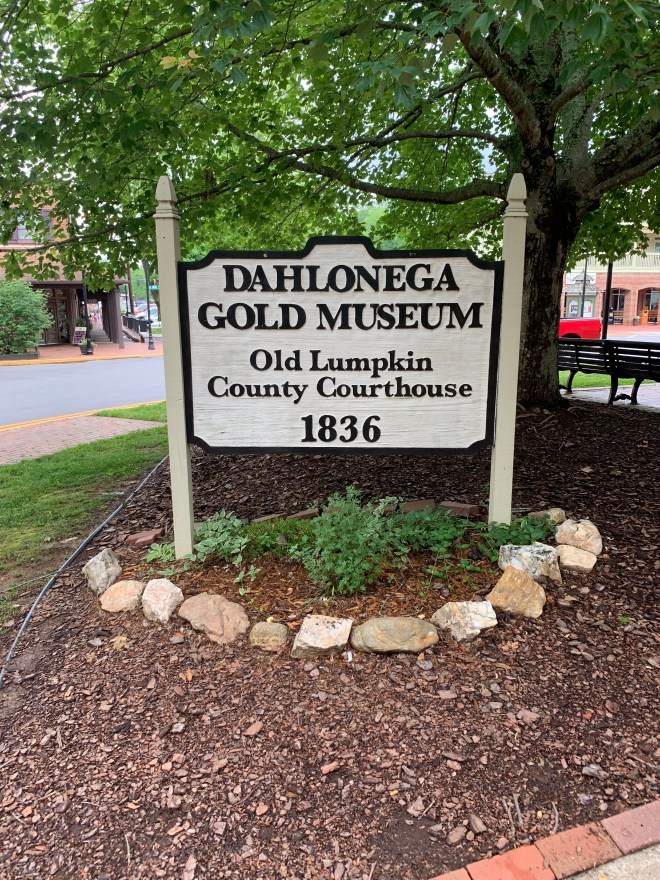 DAHLONEGA
GOLD MUSEUM
Old Lumpkin
County Courthouse
1836